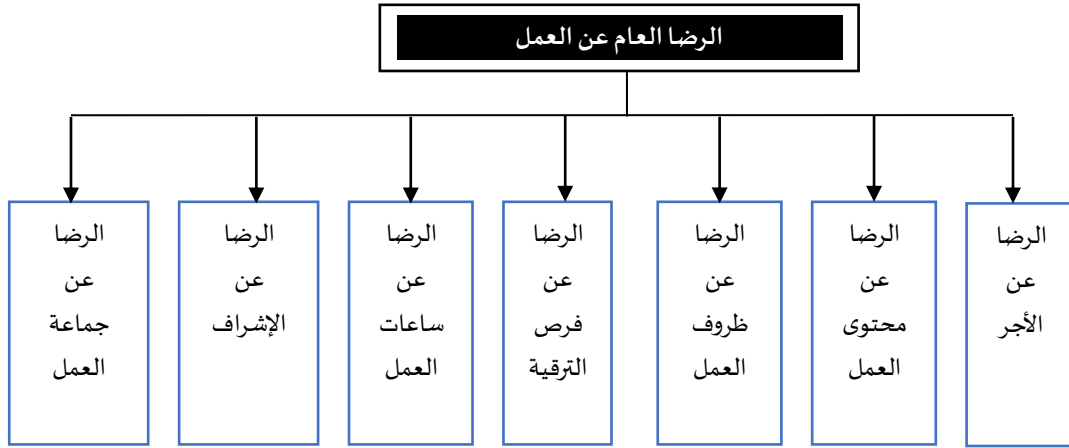 الرضا العام عن العمل
الرضا
عن
الأجر
الرضا
عن
محتوى
العمل
الرضا
عن
ظروف
العمل
الرضا
عن
فرص
الترقية
الرضا
عن
ساعات
العمل
الرضا
عن
الإشراف
الرضا
عن
جماعة
العمل